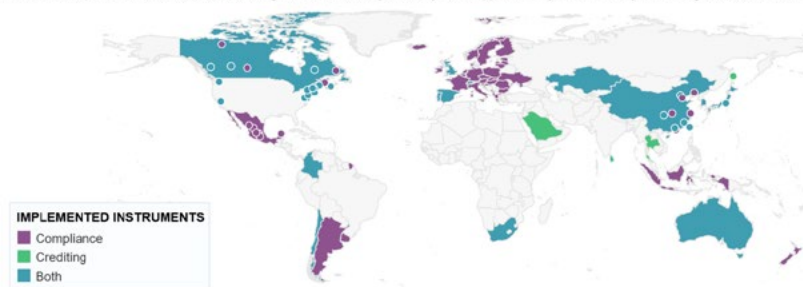 IMPLEMENTED INSTRUMENTS
Compliance
Crediting
Both